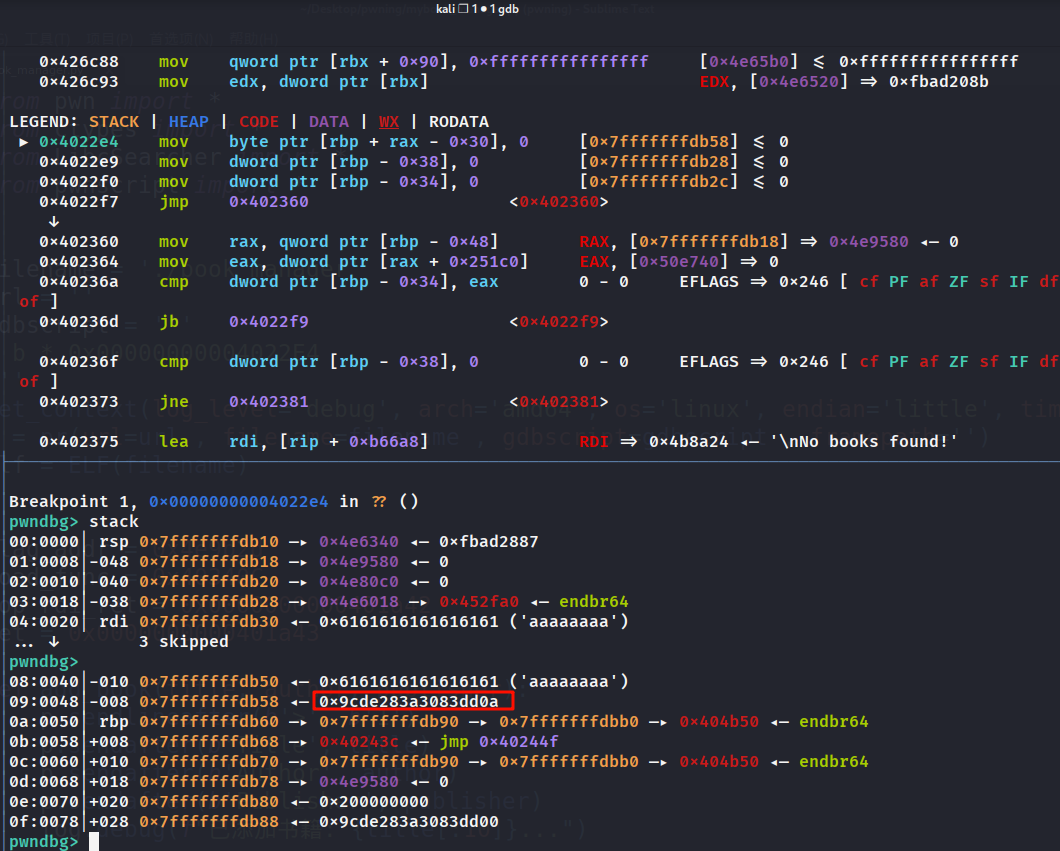 kali ❐ 1 ● 1 gdb
0×426c88 mov qword ptr [rbx + 0×90], 0×ffffffffffffffff [0×4e65b0] <= 0×ffffffffffffffff
0×426c93 mov edx, dword ptr [rbx] EDX, [0×4e6520] => 0×fbad208b
LEGEND: STACK | HEAP | CODE | DATA | WX | RODATA
► 0×4022e4 mov byte ptr [rbp + rax - 0×30], 0 [0×7fffffffdb58] <= 0
0×4022e9 mov dword ptr [rbp - 0×38], 0 [0×7fffffffdb28] <= 0
0×4022f0 mov dword ptr [rbp - 0×34], 0 [0×7fffffffdb2c] <= 0
0×4022f7 jmp 0×402360 <0×402360>
↓
0×402360 mov rax, qword ptr [rbp - 0×48] RAX, [0×7fffffffdb18] => 0×4e9580 ◂— 0
0×402364 mov eax, dword ptr [rax + 0×251c0] EAX, [0×50e740] => 0
0×40236a cmp dword ptr [rbp - 0×34], eax 0 - 0 EFLAGS => 0×246 [ cf PF af ZF sf IF df
of ]
0×40236d jb 0×4022f9 <0×4022f9>
0×40236f cmp dword ptr [rbp - 0×38], 0 0 - 0 EFLAGS => 0×246 [ cf PF af ZF sf IF df
of ]
0×402373 jne 0×402381 <0×402381>
0×402375 lea rdi, [rip + 0×b66a8] RDI => 0×4b8a24 ◂— '\nNo books found!'
Breakpoint 1, 0×00000000004022e4 in ?? ()
pwndbg> stack
00:0000│ rsp 0×7fffffffdb10 —▸ 0×4e6340 ◂— 0×fbad2887
01:0008│-048 0×7fffffffdb18 —▸ 0×4e9580 ◂— 0
02:0010│-040 0×7fffffffdb20 —▸ 0×4e80c0 ◂— 0
03:0018│-038 0×7fffffffdb28 —▸ 0×4e6018 —▸ 0×452fa0 ◂— endbr64
04:0020│ rdi 0×7fffffffdb30 ◂— 0×6161616161616161 ('aaaaaaaa')
... ↓ 3 skipped
pwndbg>
08:0040│-010 0×7fffffffdb50 ◂— 0×6161616161616161 ('aaaaaaaa')
09:0048│-008 0×7fffffffdb58 ◂— 0×9cde283a3083dd0a
0a:0050│ rbp 0×7fffffffdb60 —▸ 0×7fffffffdb90 —▸ 0×7fffffffdbb0 —▸ 0×404b50 ◂— endbr64
0b:0058│+008 0×7fffffffdb68 —▸ 0×40243c ◂— jmp 0×40244f
0c:0060│+010 0×7fffffffdb70 —▸ 0×7fffffffdb90 —▸ 0×7fffffffdbb0 —▸ 0×404b50 ◂— endbr64
0d:0068│+018 0×7fffffffdb78 —▸ 0×4e9580 ◂— 0
0e:0070│+020 0×7fffffffdb80 ◂— 0×200000000
0f:0078│+028 0×7fffffffdb88 ◂— 0×9cde283a3083dd00
pwndbg>